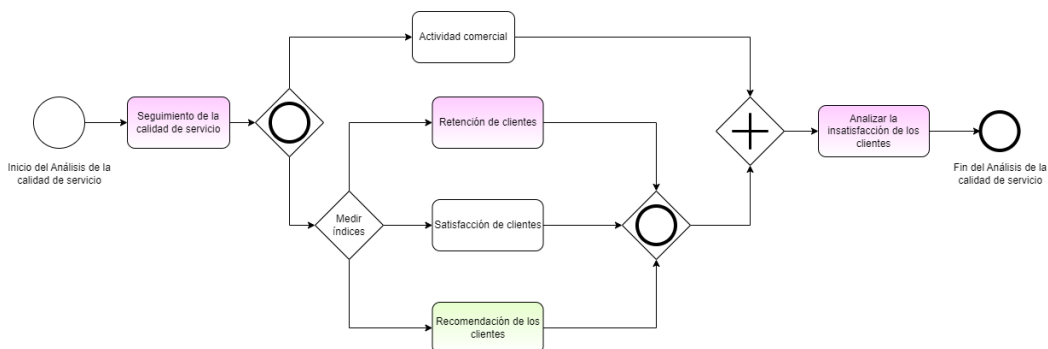 Actividad comercial
Inicio del Análisis de la
calidad de servicio
Seguimiento de la
calidad de servicio
Retención de clientes
Medir
índices
Satisfacción de clientes
Recomendación de los
clientes
Analizar la
insatisfacción de los
clientes
Fin del Análisis de la
calidad de servicio